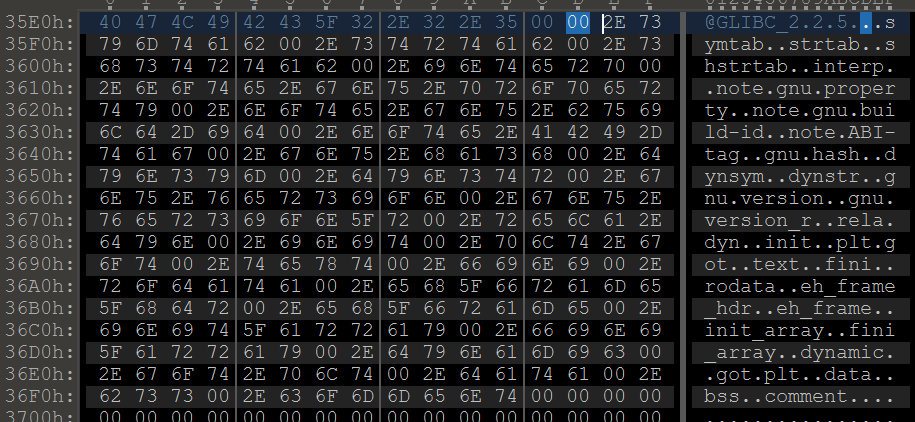 35E0h: 40 47 4C 49 42 43 5F 32 2E 32 2E 35 00 00 2E 73 @GLIBC_2.2.5...s
35F0h: 79 6D 74 61 62 00 2E 73 74 72 74 61 62 00 2E 73 ymtab..strtab..s
3600h: 68 73 74 72 74 61 62 00 2E 69 6E 74 65 72 70 00 hstrtab..interp.
3610h: 2E 6E 6F 74 65 2E 67 6E 75 2E 70 72 6F 70 65 72 .note.gnu.proper
3620h: 74 79 00 2E 6E 6F 74 65 2E 67 6E 75 2E 62 75 69 ty..note.gnu.bui
3630h: 6C 64 2D 69 64 00 2E 6E 6F 74 65 2E 41 42 49 2D ld-id..note.ABI-
3640h: 74 61 67 00 2E 67 6E 75 2E 68 61 73 68 00 2E 64 tag..gnu.hash..d
3650h: 79 6E 73 79 6D 00 2E 64 79 6E 73 74 72 00 2E 67 ynsym..dynstr..g
3660h: 6E 75 2E 76 65 72 73 69 6F 6E 00 2E 67 6E 75 2E nu.version..gnu.
3670h: 76 65 72 73 69 6F 6E 5F 72 00 2E 72 65 6C 61 2E version_r..rela.
3680h: 64 79 6E 00 2E 69 6E 69 74 00 2E 70 6C 74 2E 67 dyn..init..plt.g
3690h: 6F 74 00 2E 74 65 78 74 00 2E 66 69 6E 69 00 2E ot..text..fini..
36A0h: 72 6F 64 61 74 61 00 2E 65 68 5F 66 72 61 6D 65 rodata..eh_frame
36B0h: 5F 68 64 72 00 2E 65 68 5F 66 72 61 6D 65 00 2E _hdr..eh_frame..
36C0h: 69 6E 69 74 5F 61 72 72 61 79 00 2E 66 69 6E 69 init_array..fini
36D0h: 5F 61 72 72 61 79 00 2E 64 79 6E 61 6D 69 63 00 _array..dynamic.
36E0h: 2E 67 6F 74 2E 70 6C 74 00 2E 64 61 74 61 00 2E .got.plt..data..
36F0h: 62 73 73 00 2E 63 6F 6D 6D 65 6E 74 00 00 00 00 bss..comment....
3700h: 00 00 00 00 00 00 00 00 00 00 00 00 00 00 00 00 ................